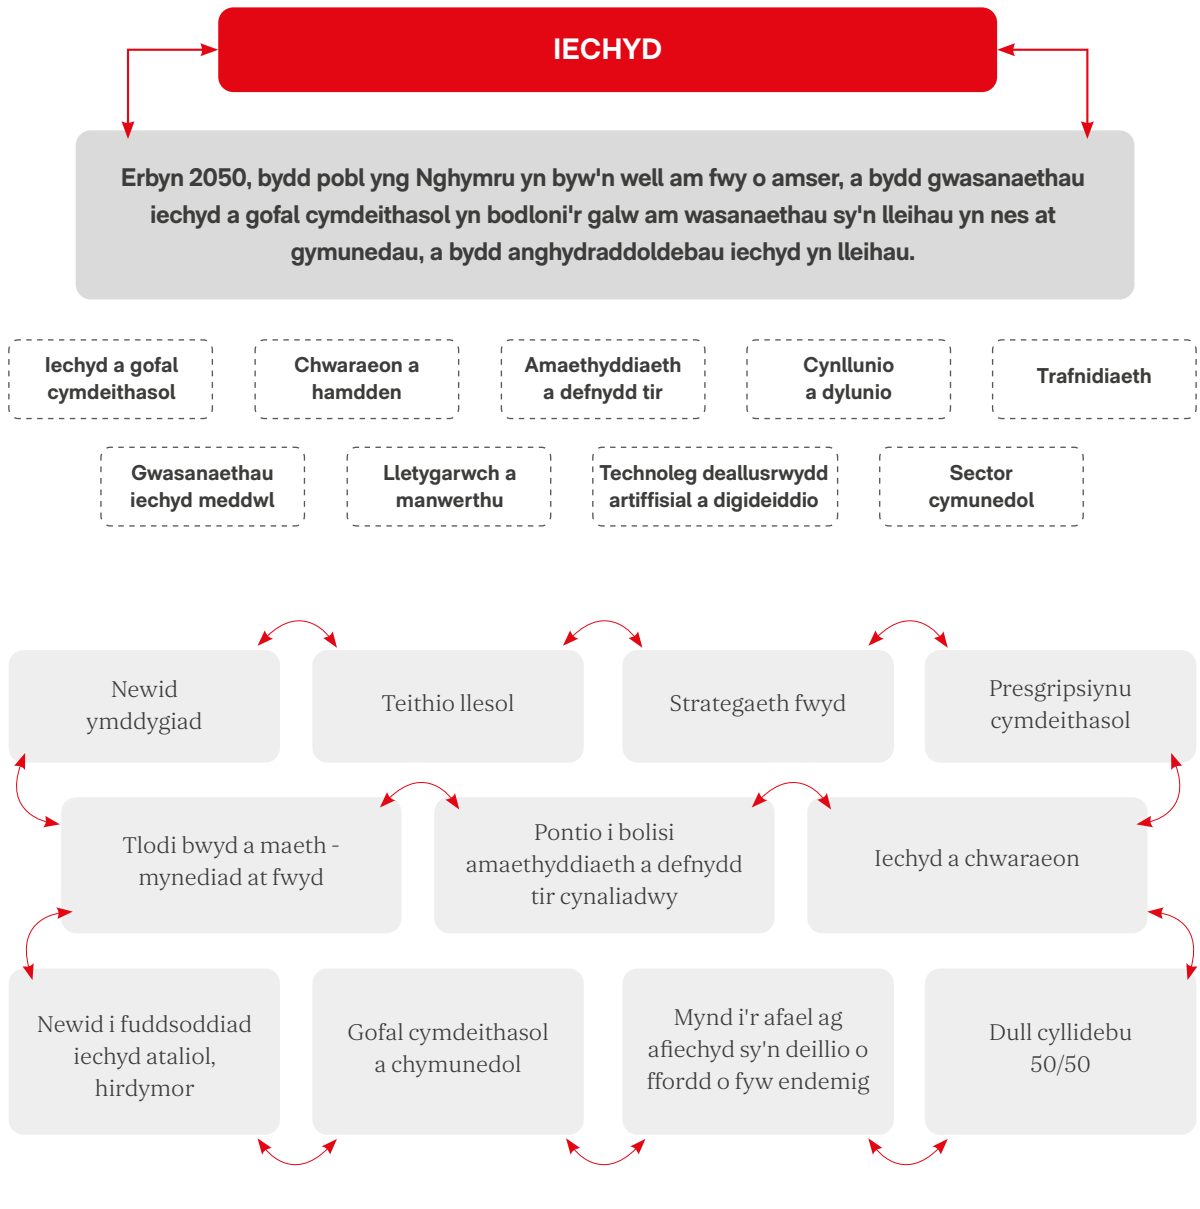 IECHYD
Erbyn 2050, bydd pobl yng Nghymru yn byw'n well am fwy o amser, a bydd gwasanaethau
iechyd a gofal cymdeithasol yn bodloni'r galw am wasanaethau sy'n lleihau yn nes at
gymunedau, a bydd anghydraddoldebau iechyd yn lleihau.
Iechyd a gofal
cymdeithasol
Chwaraeon a
hamdden
Amaethyddiaeth
a defnydd tir
Cynllunio
a dylunio
Trafnidiaeth
Gwasanaethau
iechyd meddwl
Lletygarwch a
manwerthu
Technoleg deallusrwydd
artiffisial a digideiddio
Sector
cymunedol
Newid
ymddygiad
Teithio llesol
Strategaeth fwyd
Presgripsiynu
cymdeithasol
Tlodi bwyd a maeth -
mynediad at fwyd
Pontio i bolisi
amaethyddiaeth a defnydd
tir cynaliadwy
Iechyd a chwaraeon
Newid i fuddsoddiad
iechyd ataliol,
hirdymor
Gofal cymdeithasol
a chymunedol
Mynd i'r afael ag
afiechyd sy'n deillio o
ffordd o fyw endemig
Dull cyllidebu
50/50